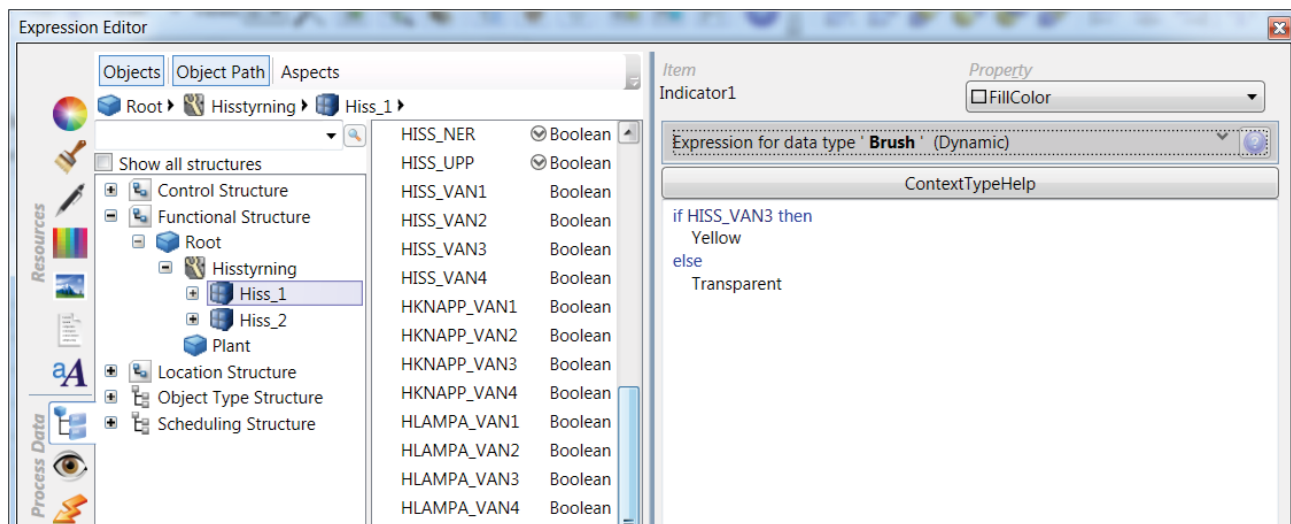 Expression Editor
Objects Object Path Aspects
Root Hisstyrning Hiss_1
Show all structures
Control Structure
Functional Structure
Root
Hisstyrning
Hiss_1
Hiss_2
Plant
Location Structure
Object Type Structure
Scheduling Structure
Resources
Process Data
HISS_NER Boolean
HISS_UPP Boolean
HISS_VAN1 Boolean
HISS_VAN2 Boolean
HISS_VAN3 Boolean
HISS_VAN4 Boolean
HKNAPP_VAN1 Boolean
HKNAPP_VAN2 Boolean
HKNAPP_VAN3 Boolean
HKNAPP_VAN4 Boolean
HLAMPA_VAN1 Boolean
HLAMPA_VAN2 Boolean
HLAMPA_VAN3 Boolean
HLAMPA_VAN4 Boolean
Item Property
Indicator1 FillColor
Expression for data type ' Brush ' (Dynamic)
ContextTypeHelp
if HISS_VAN3 then
Yellow
else
Transparent